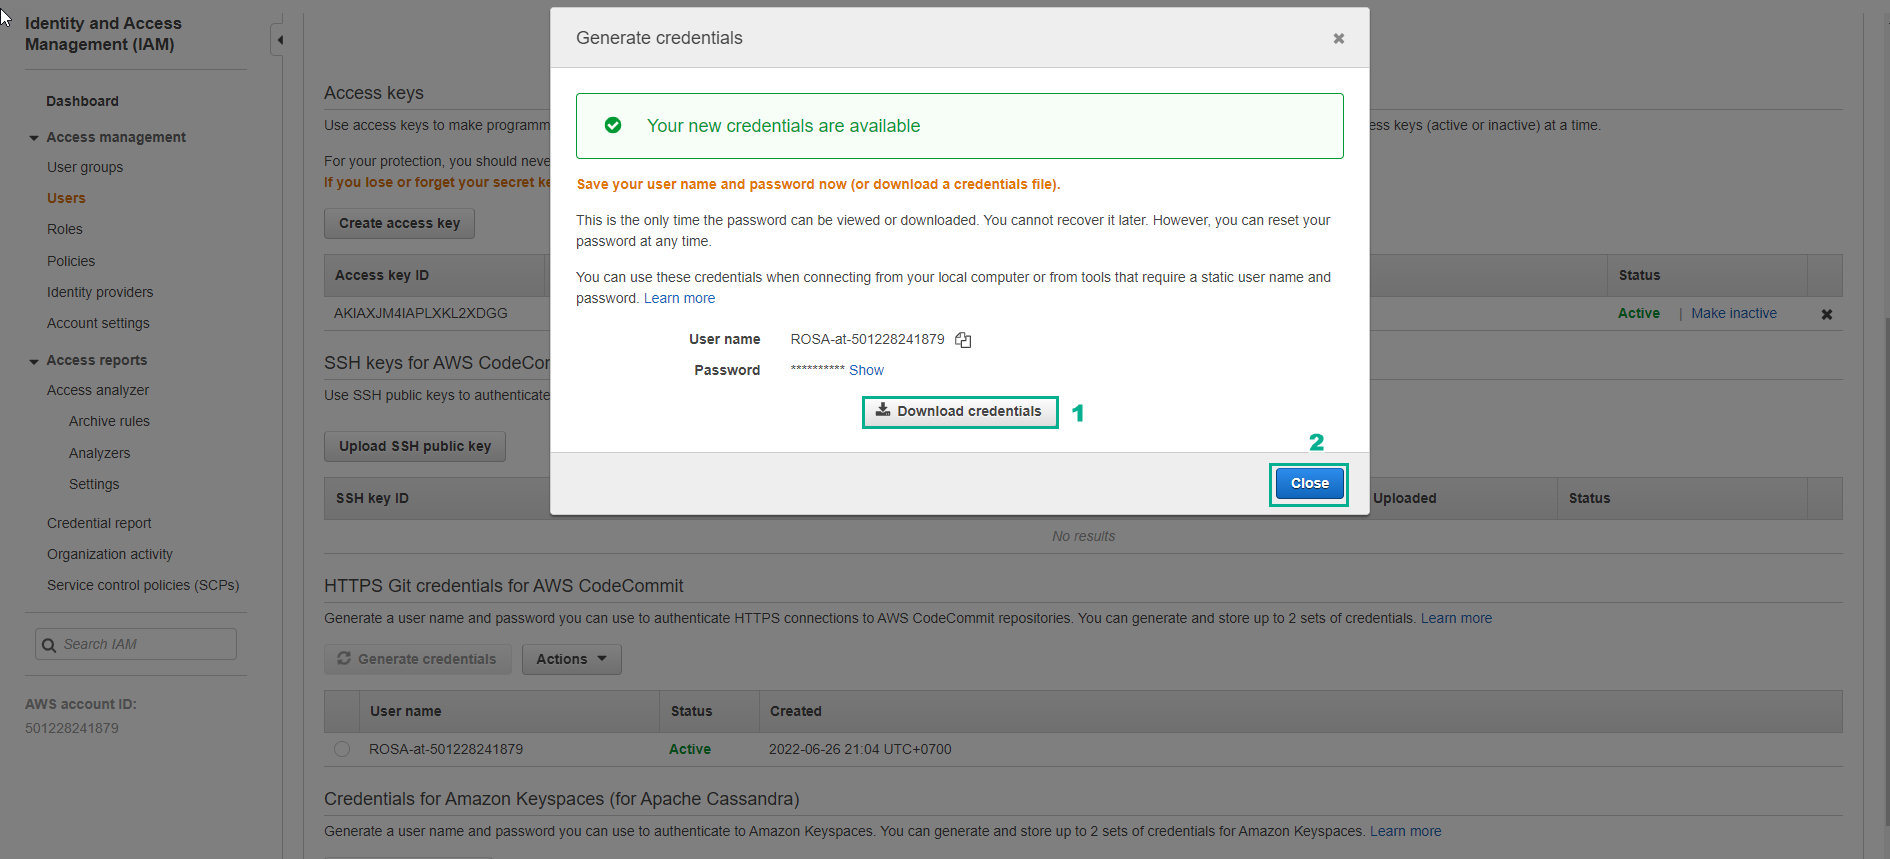 Identity and Access
Management (IAM)
Dashboard
Access management
User groups
Users
Roles
Policies
Identity providers
Account settings
Access reports
Access analyzer
Archive rules
Analyzers
Settings
Credential report
Organization activity
Service control policies (SCPs)
Search IAM
AWS account ID:
501228241879
Generate credentials
Your new credentials are available
Save your user name and password now (or download a credentials file).
This is the only time the password can be viewed or downloaded. You cannot recover it later. However, you can reset your
password at any time.
You can use these credentials when connecting from your local computer or from tools that require a static user name and
password. Learn more
User name ROSA-at-501228241879
Password ********** Show
Download credentials 1
2
Close
Access keys
Use access keys to make programm
ess keys (active or inactive) at a time.
For your protection, you should neve
If you lose or forget your secret ke
Create access key
Access key ID Status
AKIAXJM4IAPLXKL2XDGG Active | Make inactive
SSH keys for AWS CodeCor
Use SSH public keys to authenticate
Upload SSH public key
SSH key ID Uploaded Status
No results
HTTPS Git credentials for AWS CodeCommit
Generate a user name and password you can use to authenticate HTTPS connections to AWS CodeCommit repositories. You can generate and store up to 2 sets of credentials. Learn more
Generate credentials Actions
User name Status Created
ROSA-at-501228241879 Active 2022-06-26 21:04 UTC+0700
Credentials for Amazon Keyspaces (for Apache Cassandra)
Generate a user name and password you can use to authenticate to Amazon Keyspaces. You can generate and store up to 2 sets of credentials for Amazon Keyspaces. Learn more